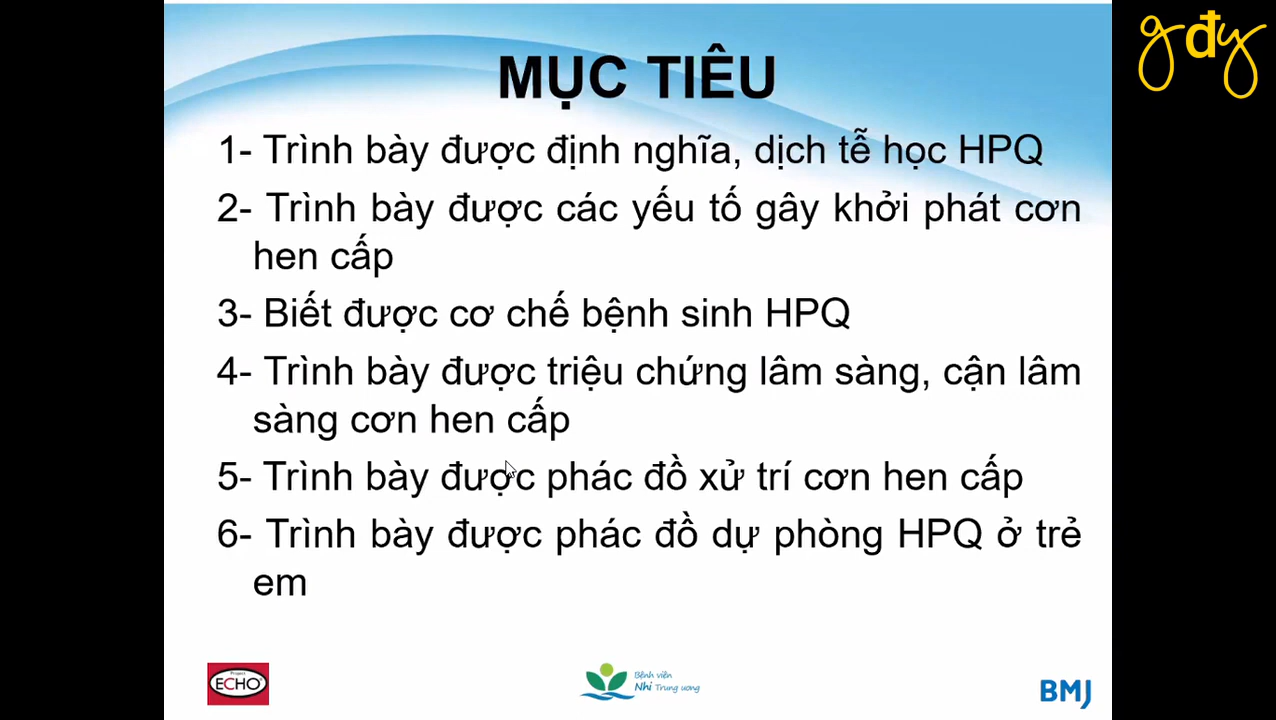 gđy
MỤC TIÊU
1- Trình bày được định nghĩa, dịch tễ học HPQ
2- Trình bày được các yếu tố gây khởi phát cơn
hen cấp
3- Biết được cơ chế bệnh sinh HPQ
4- Trình bày được triệu chứng lâm sàng, cận lâm
sàng cơn hen cấp
5- Trình bày được phác đồ xử trí cơn hen cấp
6- Trình bày được phác đồ dự phòng HPQ ở trẻ
em
Project
ECHO
Bệnh viện
Nhi Trung ương
BMJ